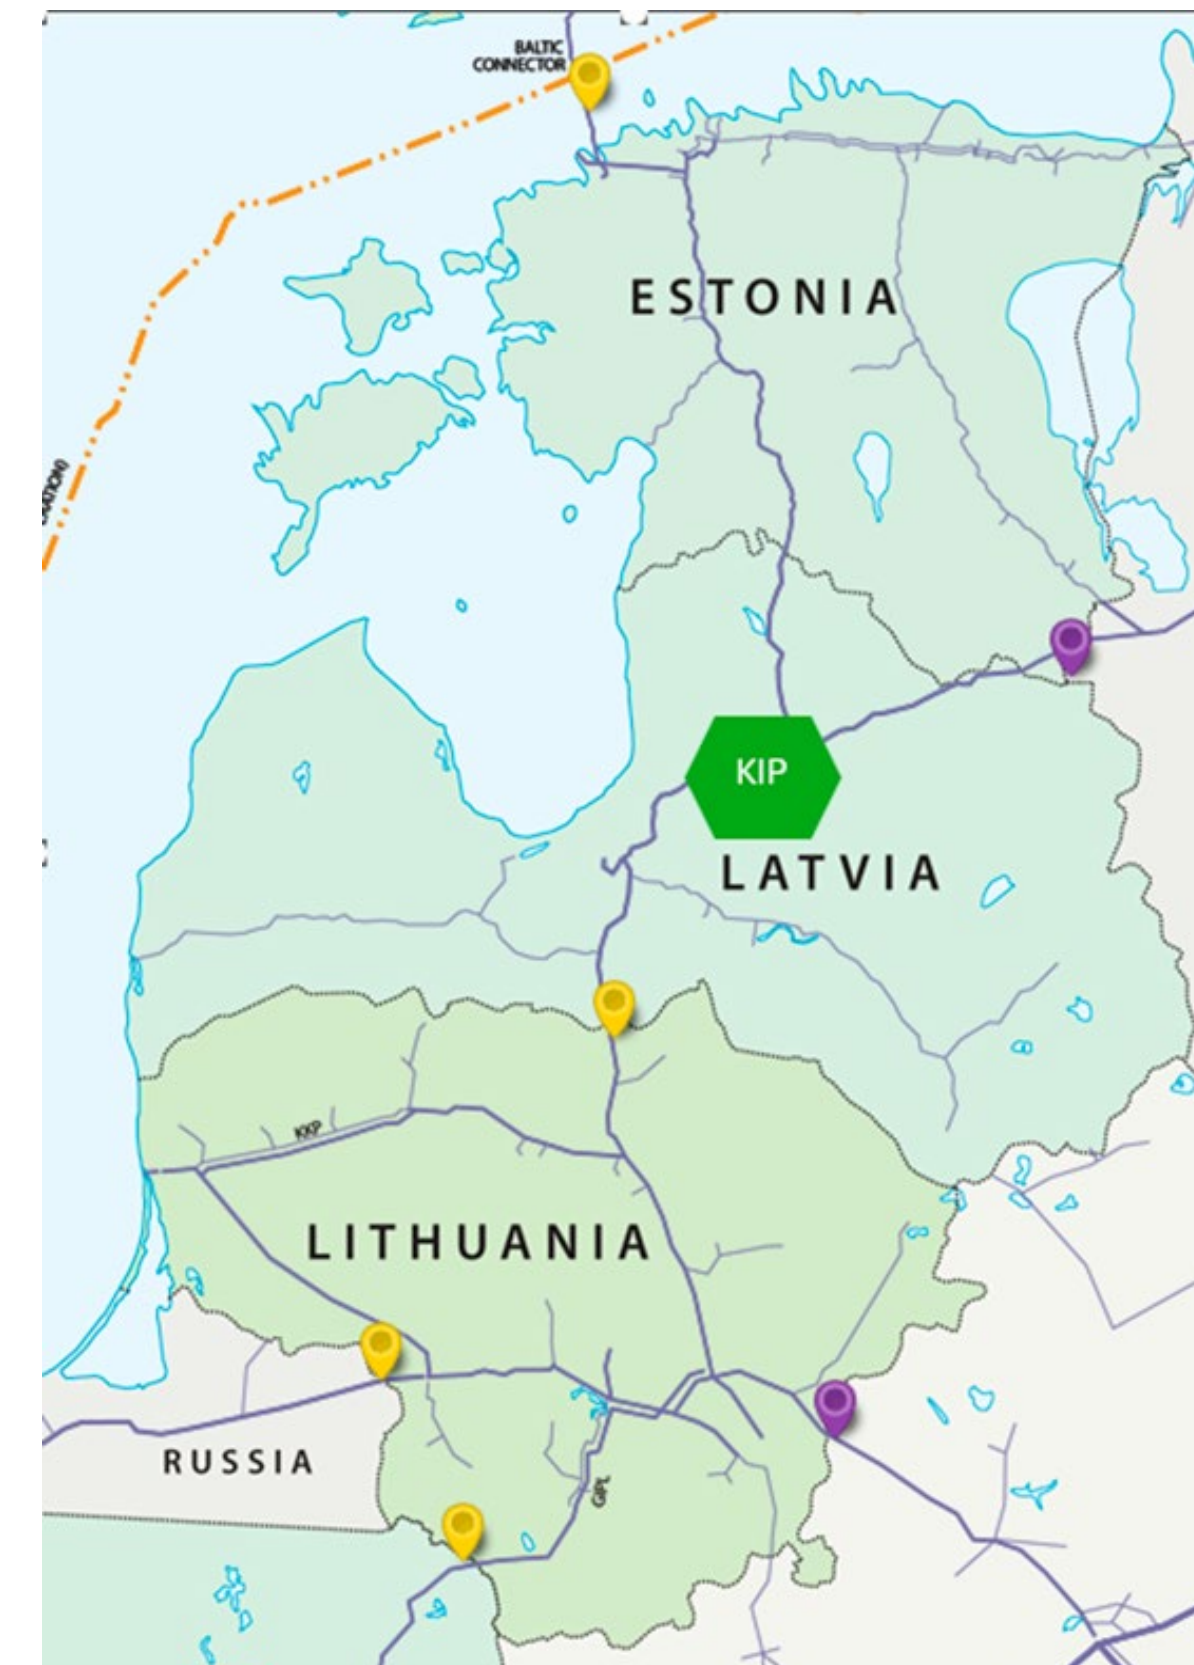 BALTIC
CONNECTOR
ESTONIA
KIP
LATVIA
KKP
LITHUANIA
RUSSIA
GIPL